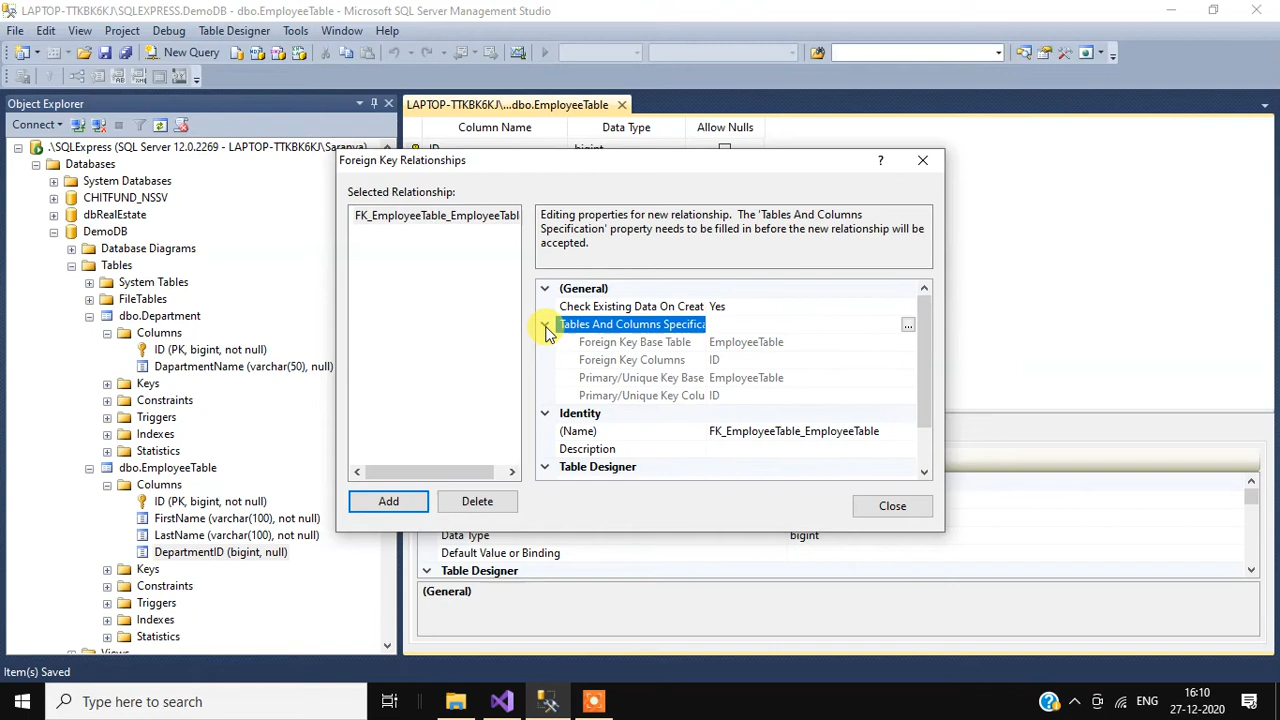 LAPTOP-TTKBK6KJ\SQLEXPRESS.DemoDB - dbo.EmployeeTable - Microsoft SQL Server Management Studio
File Edit View Project Debug Table Designer Tools Window Help
New Query
Object Explorer
LAPTOP-TTKBK6KJ\...dbo.EmployeeTable
Connect
Column Name Data Type Allow Nulls
.\SQLExpress (SQL Server 12.0.2269 - LAPTOP-TTKBK6KJ\Saranya)
Databases
System Databases
CHITFUND_NSSV
dbRealEstate
DemoDB
Database Diagrams
Tables
System Tables
FileTables
dbo.Department
Columns
ID (PK, bigint, not null)
DapartmentName (varchar(50), null)
Keys
Constraints
Triggers
Indexes
Statistics
dbo.EmployeeTable
Columns
ID (PK, bigint, not null)
FirstName (varchar(100), not null)
LastName (varchar(100), not null)
DepartmentID (bigint, null)
Keys
Constraints
Triggers
Indexes
Statistics
Foreign Key Relationships
?
Selected Relationship:
FK_EmployeeTable_EmployeeTabl
Editing properties for new relationship. The 'Tables And Columns
Specification' property needs to be filled in before the new relationship will be
accepted.
(General)
Check Existing Data On Creat Yes
Tables And Columns Specifica ...
Foreign Key Base Table EmployeeTable
Foreign Key Columns ID
Primary/Unique Key Base EmployeeTable
Primary/Unique Key Colu ID
Identity
(Name) FK_EmployeeTable_EmployeeTable
Description
Table Designer
Add Delete Close
Data Type bigint
Default Value or Binding
Table Designer
(General)
Item(s) Saved
Type here to search
ENG
16:10
27-12-2020